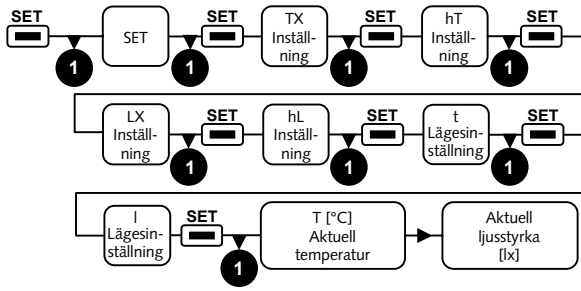 SET
1
SET
1
SET
TX
Inställ-
ning
1
SET
hT
Inställ-
ning
1
SET
LX
Inställ-
ning
1
SET
hL
Inställ-
ning
1
SET
t
Lägesin-
ställning
1
SET
l
Lägesin-
ställning
SET
1
T [°C]
Aktuell
temperatur
Aktuell
ljusstyrka
[lx]